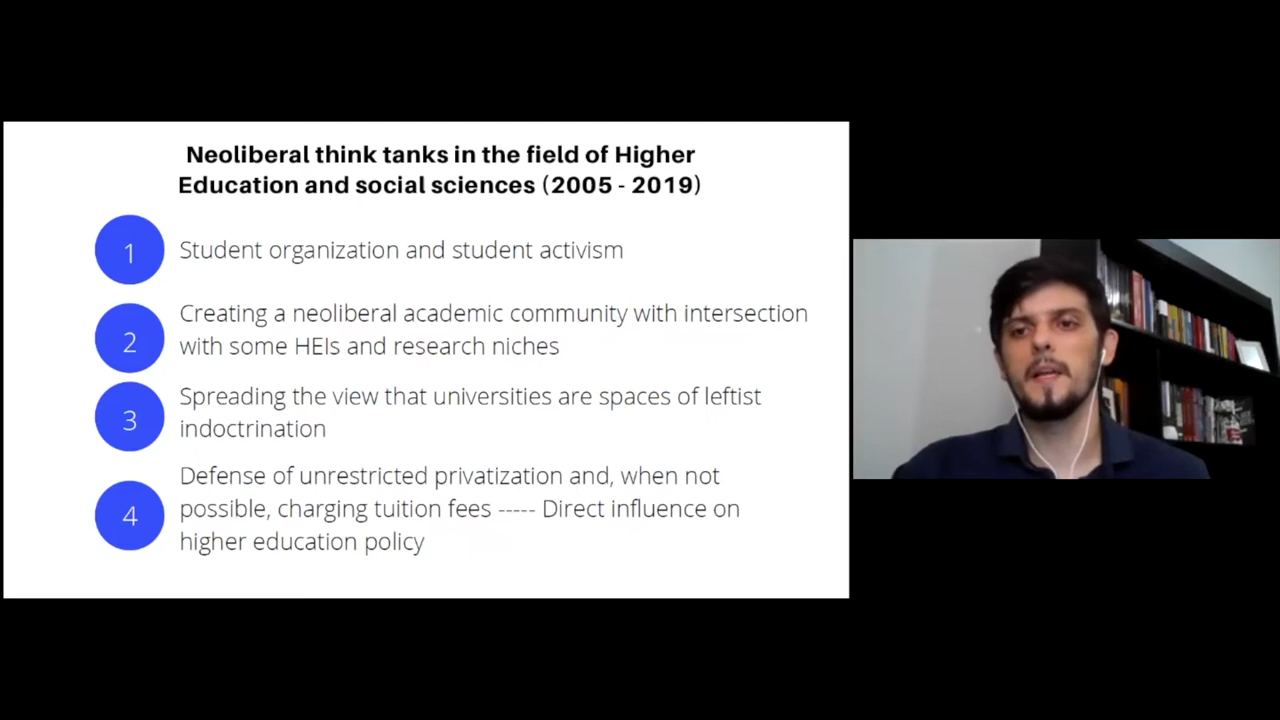 Neoliberal think tanks in the field of Higher
Education and social sciences (2005 - 2019)
1
Student organization and student activism
2
Creating a neoliberal academic community with intersection
with some HEIs and research niches
3
Spreading the view that universities are spaces of leftist
indoctrination
4
Defense of unrestricted privatization and, when not
possible, charging tuition fees ----- Direct influence on
higher education policy